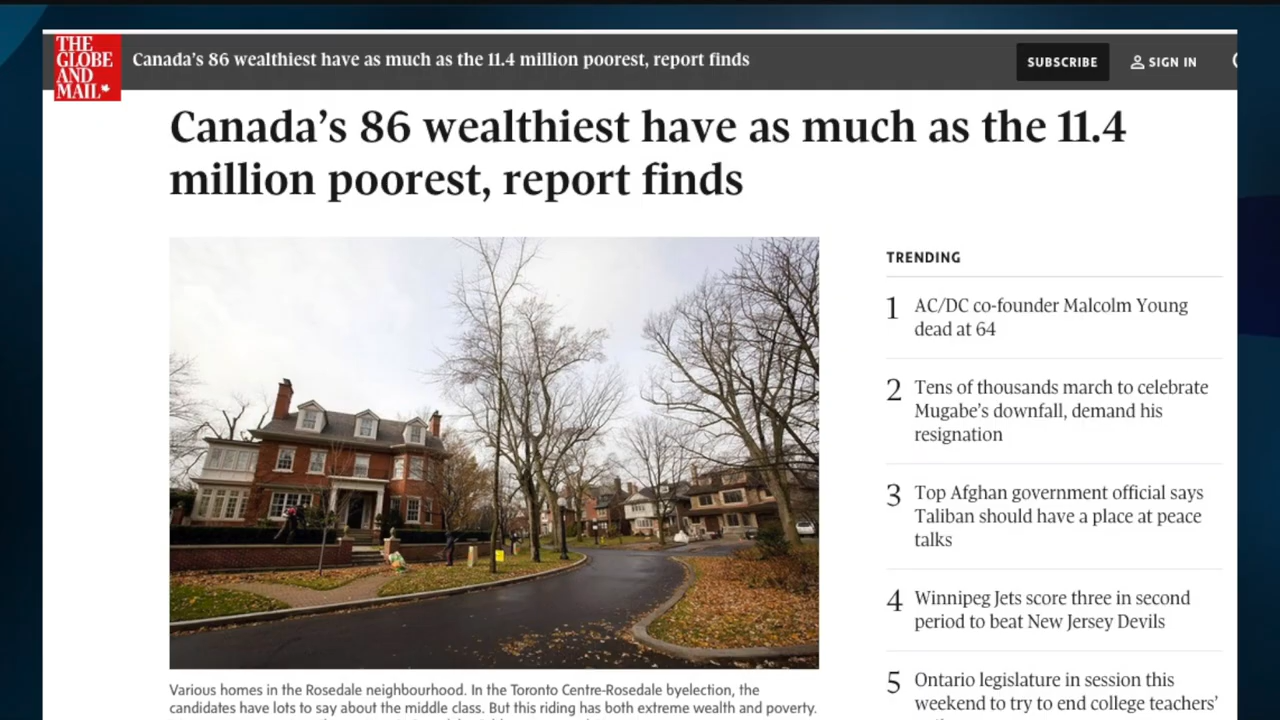 THE
GLOBE
AND
MAIL
Canada's 86 wealthiest have as much as the 11.4 million poorest, report finds
SUBSCRIBE
SIGN IN
Canada's 86 wealthiest have as much as the 11.4
million poorest, report finds
TRENDING
1 AC/DC co-founder Malcolm Young
dead at 64
2 Tens of thousands march to celebrate
Mugabe's downfall, demand his
resignation
3 Top Afghan government official says
Taliban should have a place at peace
talks
4 Winnipeg Jets score three in second
period to beat New Jersey Devils
5 Ontario legislature in session this
weekend to try to end college teachers'
Various homes in the Rosedale neighbourhood. In the Toronto Centre-Rosedale byelection, the
candidates have lots to say about the middle class. But this riding has both extreme wealth and poverty.